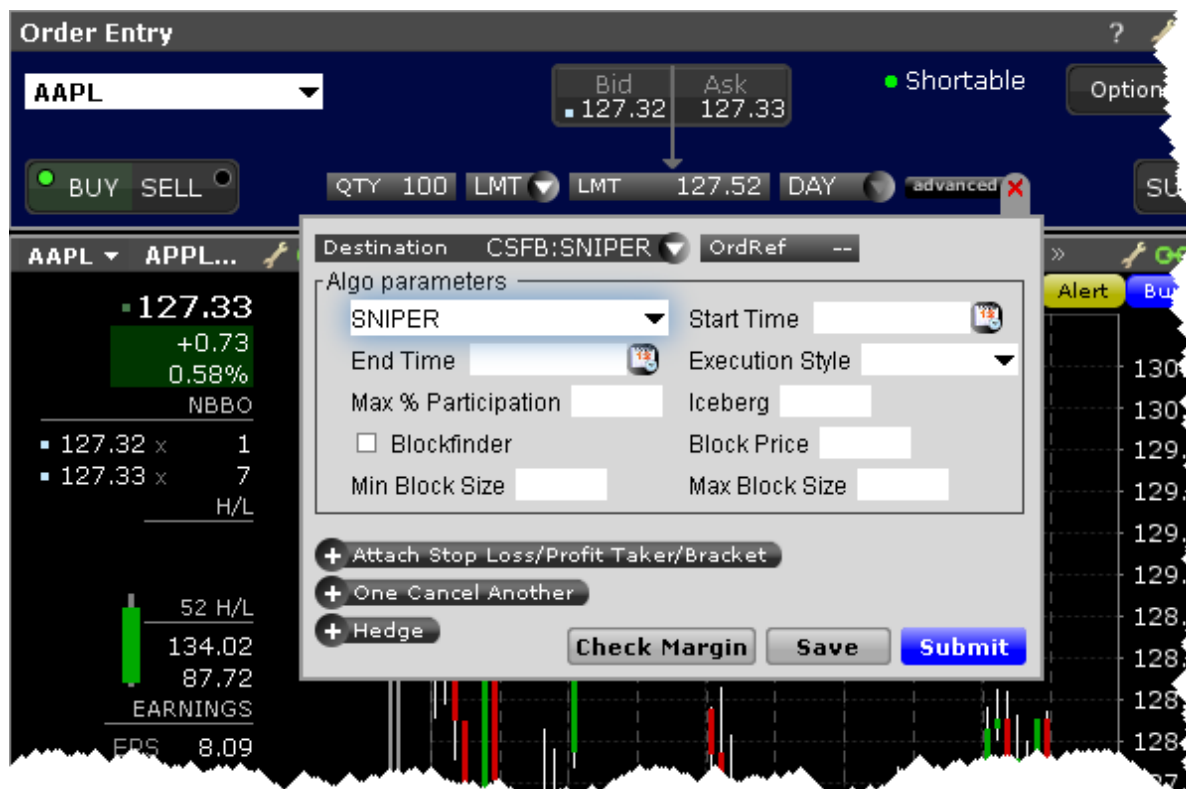 Order Entry ?
AAPL
Bid Ask
127.32 127.33
Shortable
Option
BUY SELL
QTY 100 LMT LMT 127.52 DAY advanced
AAPL APPL...
Destination CSFB:SNIPER OrdRef --
»
Algo parameters
Alert
SNIPER Start Time
End Time Execution Style
Max % Participation Iceberg
Blockfinder Block Price
Min Block Size Max Block Size
Attach Stop Loss/Profit Taker/Bracket
One Cancel Another
Hedge
Check Margin Save Submit
127.33
+0.73
0.58%
NBBO
127.32 x 1
127.33 x 7
H/L
52 H/L
134.02
87.72
EARNINGS
EPS 8.09